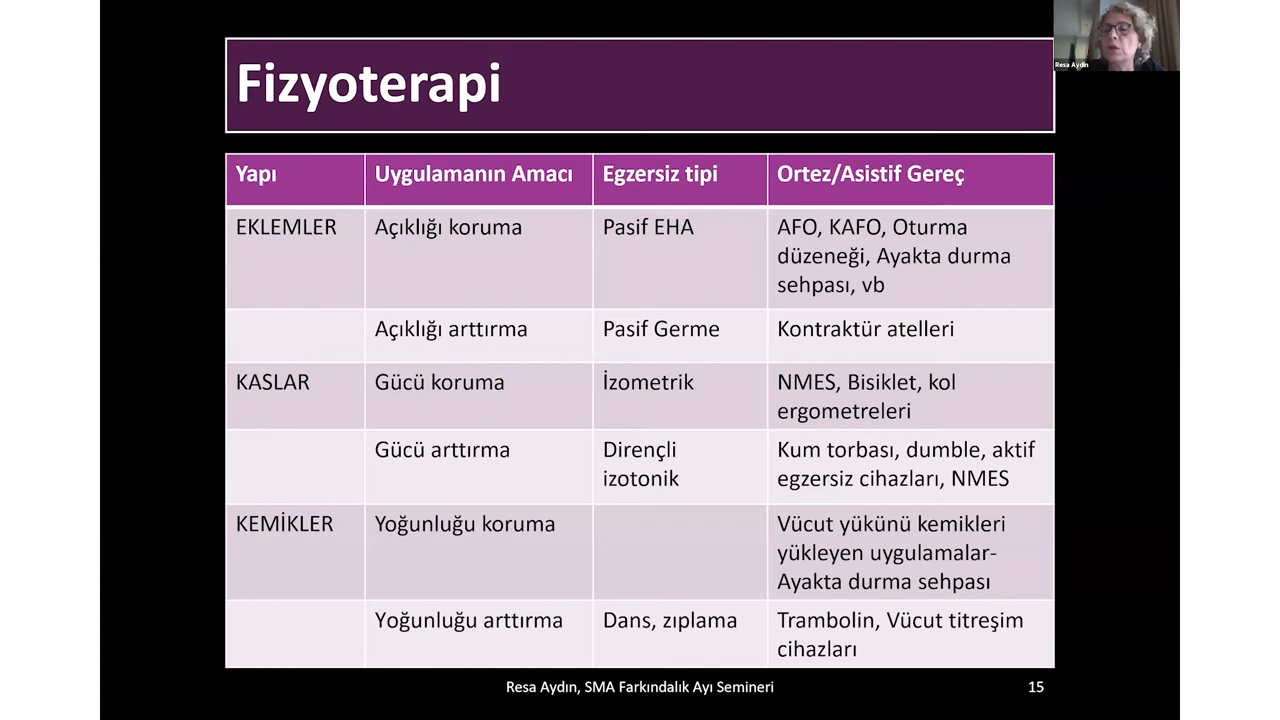 Resa Aydın
Fizyoterapi
Yapı
Uygulamanın Amacı
Egzersiz tipi
Ortez/Asistif Gereç
EKLEMLER
Açıklığı koruma
Pasif EHA
AFO, KAFO, Oturma
düzeneği, Ayakta durma
sehpası, vb
Açıklığı arttırma
Pasif Germe
Kontraktür atelleri
KASLAR
Gücü koruma
İzometrik
NMES, Bisiklet, kol
ergometreleri
Gücü arttırma
Dirençli
izotonik
Kum torbası, dumble, aktif
egzersiz cihazları, NMES
KEMİKLER
Yoğunluğu koruma
Vücut yükünü kemikleri
yükleyen uygulamalar-
Ayakta durma sehpası
Yoğunluğu arttırma
Dans, zıplama
Trambolin, Vücut titreşim
cihazları
Resa Aydın, SMA Farkındalık Ayı Semineri
15